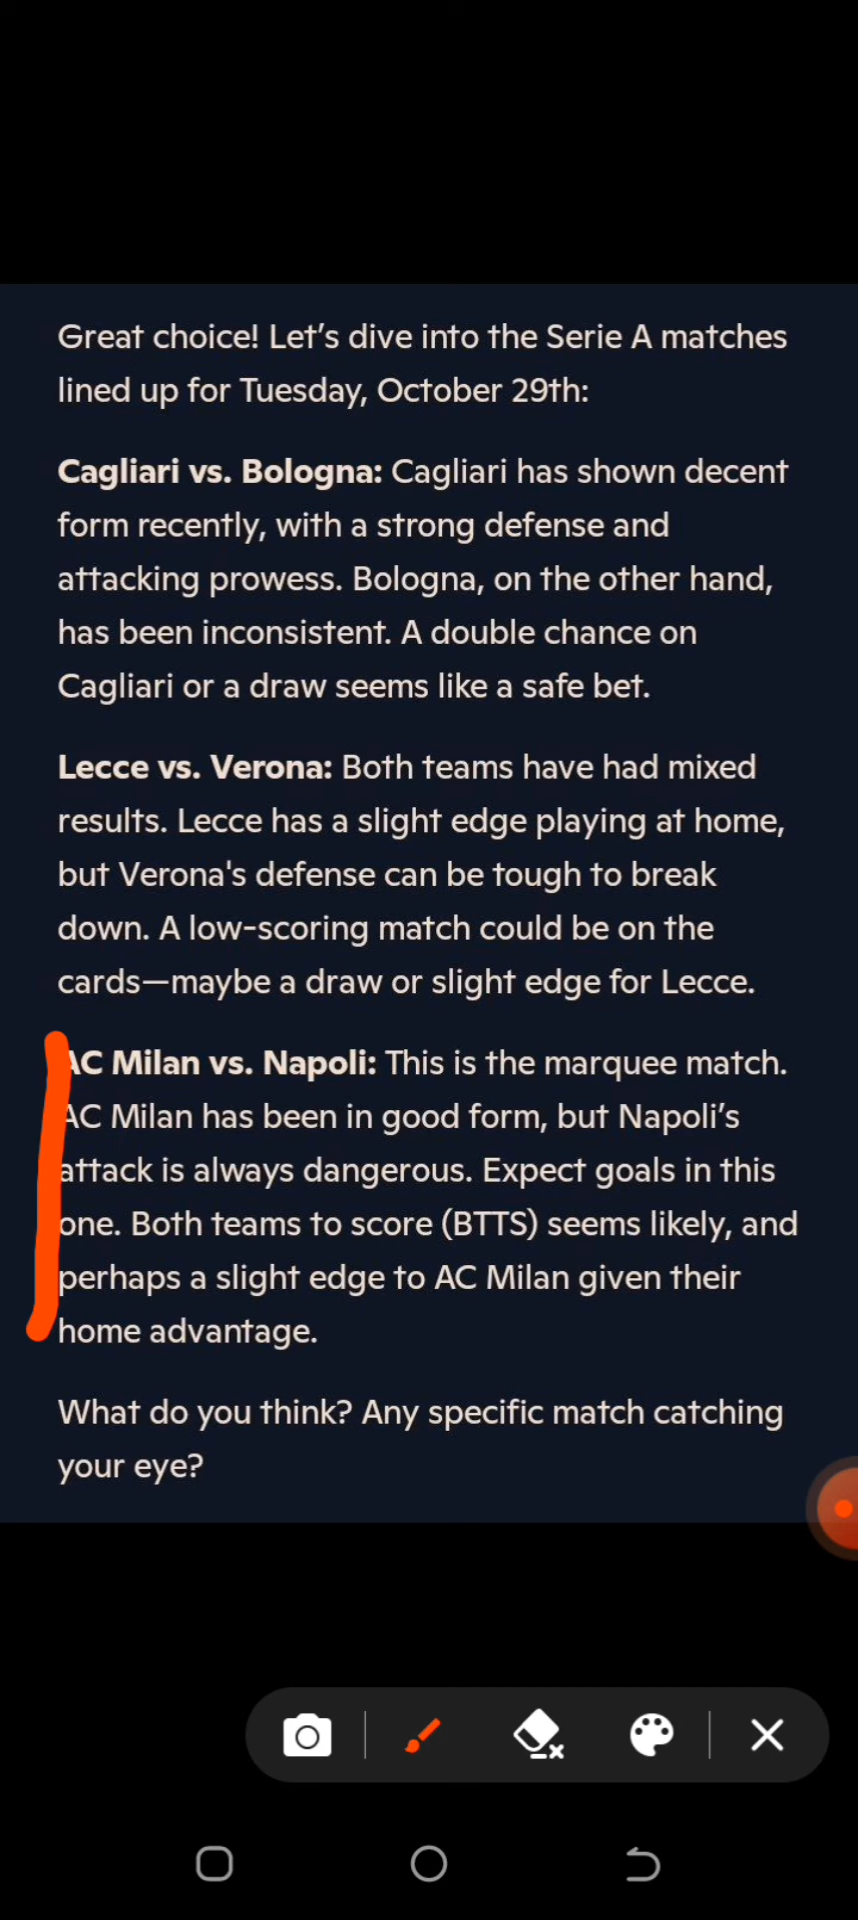 Great choice! Let’s dive into the Serie A matches
lined up for Tuesday, October 29th:
Cagliari vs. Bologna: Cagliari has shown decent
form recently, with a strong defense and
attacking prowess. Bologna, on the other hand,
has been inconsistent. A double chance on
Cagliari or a draw seems like a safe bet.
Lecce vs. Verona: Both teams have had mixed
results. Lecce has a slight edge playing at home,
but Verona's defense can be tough to break
down. A low-scoring match could be on the
cards—maybe a draw or slight edge for Lecce.
AC Milan vs. Napoli: This is the marquee match.
AC Milan has been in good form, but Napoli’s
attack is always dangerous. Expect goals in this
one. Both teams to score (BTTS) seems likely, and
perhaps a slight edge to AC Milan given their
home advantage.
What do you think? Any specific match catching
your eye?